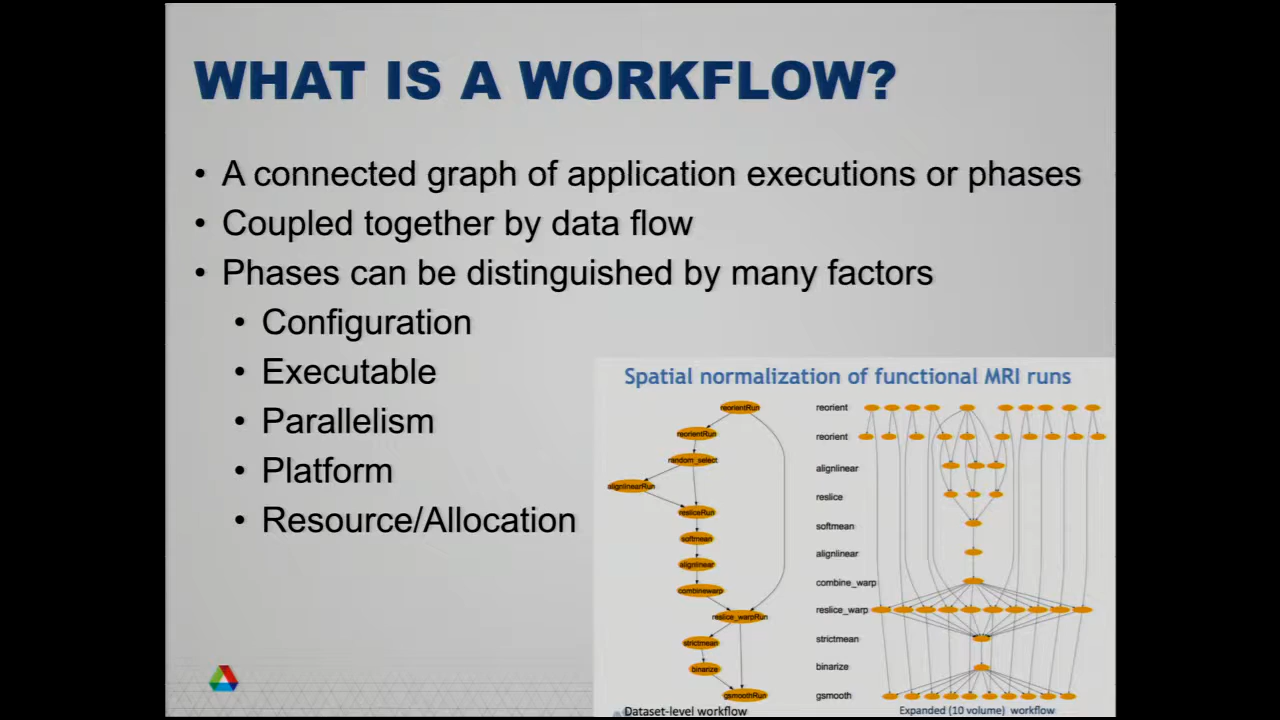 WHAT IS A WORKFLOW?
• A connected graph of application executions or phases
• Coupled together by data flow
• Phases can be distinguished by many factors
• Configuration
• Executable
• Parallelism
• Platform
• Resource/Allocation
Spatial normalization of functional MRI runs
reorientRun
reorientRun
random_select
alignlinearRun
resliceRun
softmean
alignlinear
combinewarp
reslice_warpRun
strictmean
binarize
gsmoothRun
Dataset-level workflow
reorient
reorient
alignlinear
reslice
softmean
alignlinear
combine_warp
reslice_warp
strictmean
binarize
gsmooth
Expanded (10 volume) workflow